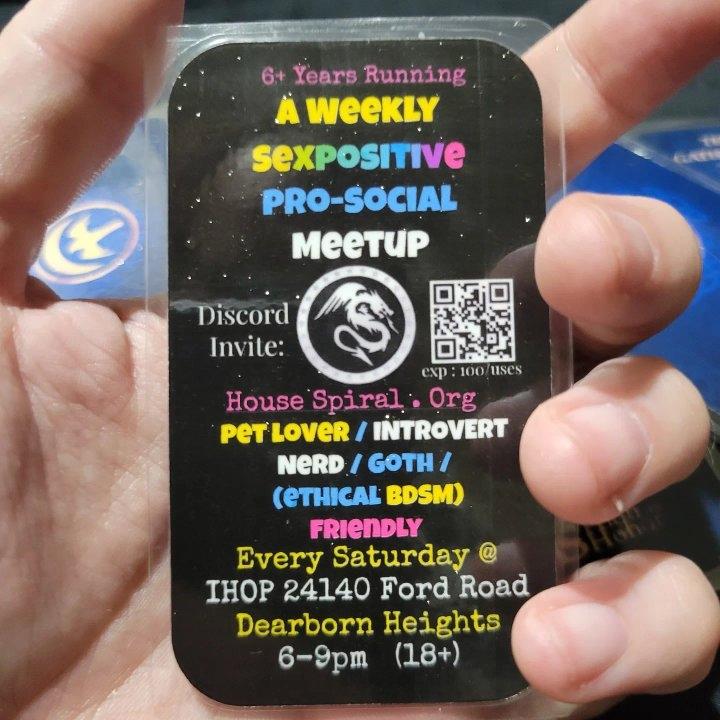 6+ Years Running
A WEEKLY
SEXPOSITIVE
PRO-SOCIAL
MEETUP
Discord
Invite:
exp : 100/uses
House Spiral . Org
PET LOVER / INTROVERT
NERD / GOTH /
(ETHICAL BDSM)
FRIENDLY
Every Saturday @
IHOP 24140 Ford Road
Dearborn Heights
6-9pm (18+)